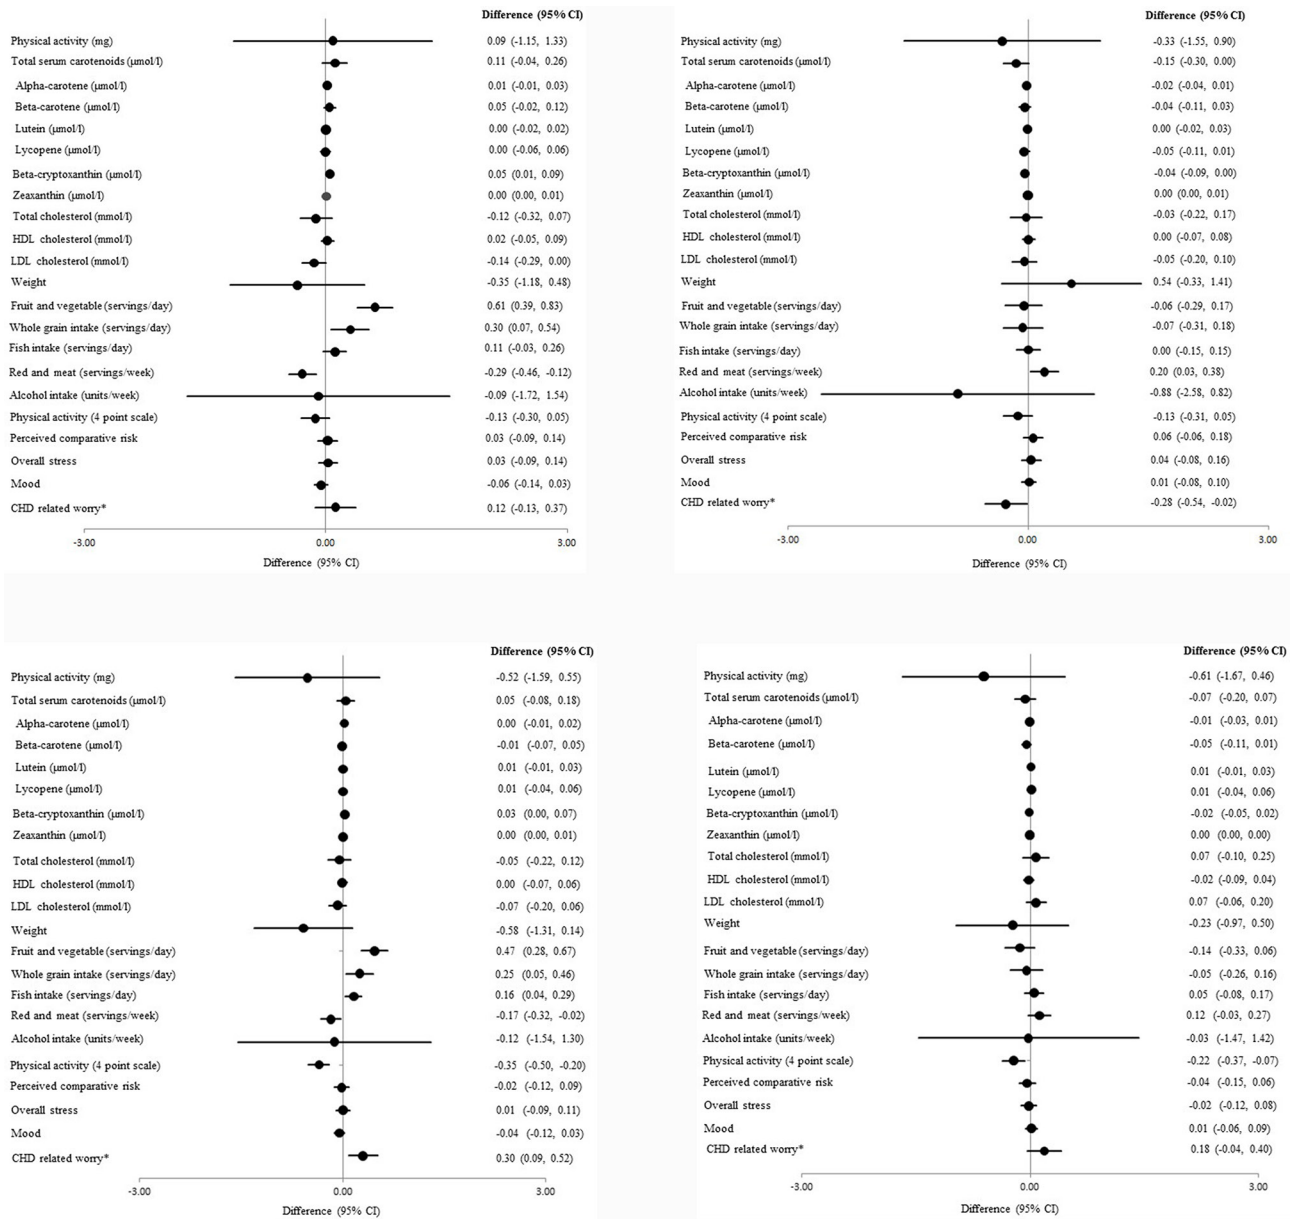 Difference (95% CI)
Physical activity (mg) 0.09 (-1.15, 1.33)
Total serum carotenoids (μmol/l) 0.11 (-0.04, 0.26)
Alpha-carotene (μmol/l) 0.01 (-0.01, 0.03)
Beta-carotene (μmol/l) 0.05 (-0.02, 0.12)
Lutein (μmol/l) 0.00 (-0.02, 0.02)
Lycopene (μmol/l) 0.00 (-0.06, 0.06)
Beta-cryptoxanthin (μmol/l) 0.05 (0.01, 0.09)
Zeaxanthin (μmol/l) 0.00 (0.00, 0.01)
Total cholesterol (mmol/l) -0.12 (-0.32, 0.07)
HDL cholesterol (mmol/l) 0.02 (-0.05, 0.09)
LDL cholesterol (mmol/l) -0.14 (-0.29, 0.00)
Weight -0.35 (-1.18, 0.48)
Fruit and vegetable (servings/day) 0.61 (0.39, 0.83)
Whole grain intake (servings/day) 0.30 (0.07, 0.54)
Fish intake (servings/day) 0.11 (-0.03, 0.26)
Red and meat (servings/week) -0.29 (-0.46, -0.12)
Alcohol intake (units/week) -0.09 (-1.72, 1.54)
Physical activity (4 point scale) -0.13 (-0.30, 0.05)
Perceived comparative risk 0.03 (-0.09, 0.14)
Overall stress 0.03 (-0.09, 0.14)
Mood -0.06 (-0.14, 0.03)
CHD related worry* 0.12 (-0.13, 0.37)
-3.00 0.00 3.00
Difference (95% CI)
Difference (95% CI)
Physical activity (mg) -0.33 (-1.55, 0.90)
Total serum carotenoids (μmol/l) -0.15 (-0.30, 0.00)
Alpha-carotene (μmol/l) -0.02 (-0.04, 0.01)
Beta-carotene (μmol/l) -0.04 (-0.11, 0.03)
Lutein (μmol/l) 0.00 (-0.02, 0.03)
Lycopene (μmol/l) -0.05 (-0.11, 0.01)
Beta-cryptoxanthin (μmol/l) -0.04 (-0.09, 0.00)
Zeaxanthin (μmol/l) 0.00 (0.00, 0.01)
Total cholesterol (mmol/l) -0.03 (-0.22, 0.17)
HDL cholesterol (mmol/l) 0.00 (-0.07, 0.08)
LDL cholesterol (mmol/l) -0.05 (-0.20, 0.10)
Weight 0.54 (-0.33, 1.41)
Fruit and vegetable (servings/day) -0.06 (-0.29, 0.17)
Whole grain intake (servings/day) -0.07 (-0.31, 0.18)
Fish intake (servings/day) 0.00 (-0.15, 0.15)
Red and meat (servings/week) 0.20 (0.03, 0.38)
Alcohol intake (units/week) -0.88 (-2.58, 0.82)
Physical activity (4 point scale) -0.13 (-0.31, 0.05)
Perceived comparative risk 0.06 (-0.06, 0.18)
Overall stress 0.04 (-0.08, 0.16)
Mood 0.01 (-0.08, 0.10)
CHD related worry* -0.28 (-0.54, -0.02)
-3.00 0.00 3.00
Difference (95% CI)
Difference (95% CI)
Physical activity (mg) -0.52 (-1.59, 0.55)
Total serum carotenoids (μmol/l) 0.05 (-0.08, 0.18)
Alpha-carotene (μmol/l) 0.00 (-0.01, 0.02)
Beta-carotene (μmol/l) -0.01 (-0.07, 0.05)
Lutein (μmol/l) 0.01 (-0.01, 0.03)
Lycopene (μmol/l) 0.01 (-0.04, 0.06)
Beta-cryptoxanthin (μmol/l) 0.03 (0.00, 0.07)
Zeaxanthin (μmol/l) 0.00 (0.00, 0.01)
Total cholesterol (mmol/l) -0.05 (-0.22, 0.12)
HDL cholesterol (mmol/l) 0.00 (-0.07, 0.06)
LDL cholesterol (mmol/l) -0.07 (-0.20, 0.06)
Weight -0.58 (-1.31, 0.14)
Fruit and vegetable (servings/day) 0.47 (0.28, 0.67)
Whole grain intake (servings/day) 0.25 (0.05, 0.46)
Fish intake (servings/day) 0.16 (0.04, 0.29)
Red and meat (servings/week) -0.17 (-0.32, -0.02)
Alcohol intake (units/week) -0.12 (-1.54, 1.30)
Physical activity (4 point scale) -0.35 (-0.50, -0.20)
Perceived comparative risk -0.02 (-0.12, 0.09)
Overall stress 0.01 (-0.09, 0.11)
Mood -0.04 (-0.12, 0.03)
CHD related worry* 0.30 (0.09, 0.52)
-3.00 0.00 3.00
Difference (95% CI)
Difference (95% CI)
Physical activity (mg) -0.61 (-1.67, 0.46)
Total serum carotenoids (μmol/l) -0.07 (-0.20, 0.07)
Alpha-carotene (μmol/l) -0.01 (-0.03, 0.01)
Beta-carotene (μmol/l) -0.05 (-0.11, 0.01)
Lutein (μmol/l) 0.01 (-0.01, 0.03)
Lycopene (μmol/l) 0.01 (-0.04, 0.06)
Beta-cryptoxanthin (μmol/l) -0.02 (-0.05, 0.02)
Zeaxanthin (μmol/l) 0.00 (0.00, 0.00)
Total cholesterol (mmol/l) 0.07 (-0.10, 0.25)
HDL cholesterol (mmol/l) -0.02 (-0.09, 0.04)
LDL cholesterol (mmol/l) 0.07 (-0.06, 0.20)
Weight -0.23 (-0.97, 0.50)
Fruit and vegetable (servings/day) -0.14 (-0.33, 0.06)
Whole grain intake (servings/day) -0.05 (-0.26, 0.16)
Fish intake (servings/day) 0.05 (-0.08, 0.17)
Red and meat (servings/week) 0.12 (-0.03, 0.27)
Alcohol intake (units/week) -0.03 (-1.47, 1.42)
Physical activity (4 point scale) -0.22 (-0.37, -0.07)
Perceived comparative risk -0.04 (-0.15, 0.06)
Overall stress -0.02 (-0.12, 0.08)
Mood 0.01 (-0.06, 0.09)
CHD related worry* 0.18 (-0.04, 0.40)
-3.00 0.00 3.00
Difference (95% CI)